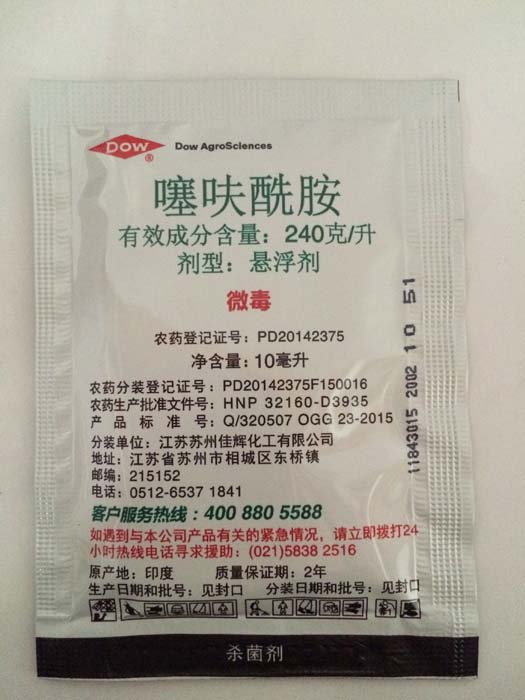 DOW
®
Dow AgroSciences
噻呋酰胺
有效成分含量：240克/升
剂型：悬浮剂
微毒
农药登记证号：PD20142375
净含量：10毫升
农药分装登记证号：PD20142375F150016
农药生产批准文件号：HNP 32160-D3935
产品标准号：Q/320507 OGG 23-2015
分装单位：江苏苏州佳辉化工有限公司
地址：江苏省苏州市相城区东桥镇
邮编：215152
电话：0512-6537 1841
客户服务热线：400 880 5588
如遇到与本公司产品有关的紧急情况，请立即拨打24
小时热线电话寻求援助：(021)5838 2516
原产地：印度 质量保证期：2年
生产日期和批号：见封口 分装日期和批号：见封口
杀菌剂
11843015 2002 10 51